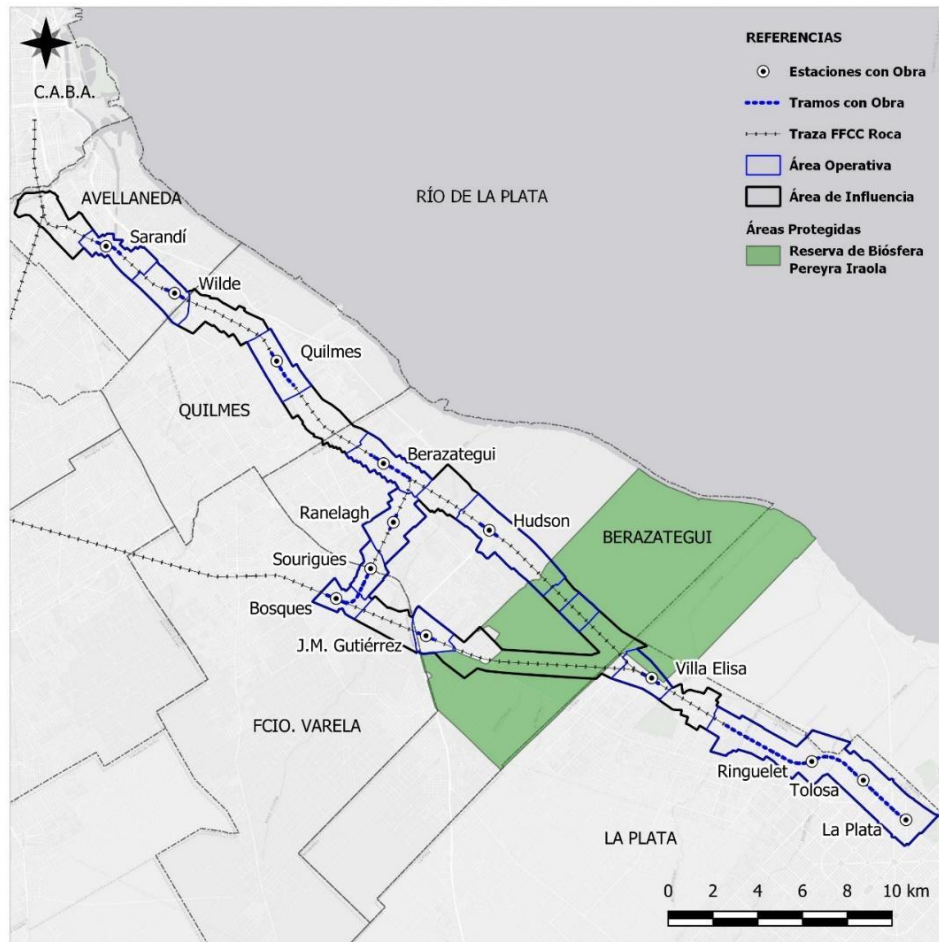 C.A.B.A.
AVELLANEDA
Sarandí
Wilde
RÍO DE LA PLATA
REFERENCIAS
Estaciones con Obra
Tramos con Obra
Traza FFCC Roca
Área Operativa
Área de Influencia
Áreas Protegidas
Reserva de Biósfera
Pereyra Iraola
Quilmes
QUILMES
Berazategui
Ranelagh
Hudson
BERAZATEGUI
Sourigues
Bosques
J.M. Gutiérrez
Villa Elisa
FCIO. VARELA
Ringuelet
Tolosa
La Plata
LA PLATA
0 2 4 6 8 10 km